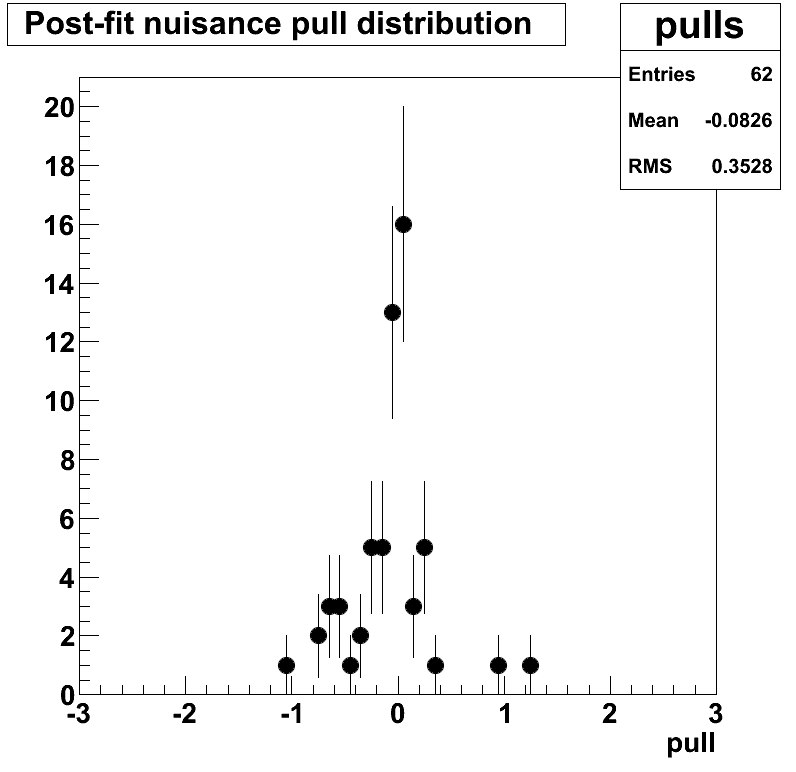 Post-fit nuisance pull distribution
pulls
Entries 62
Mean -0.0826
RMS 0.3528
20
18
16
14
12
10
8
6
4
2
0
-3 -2 -1 0 1 2 3
pull